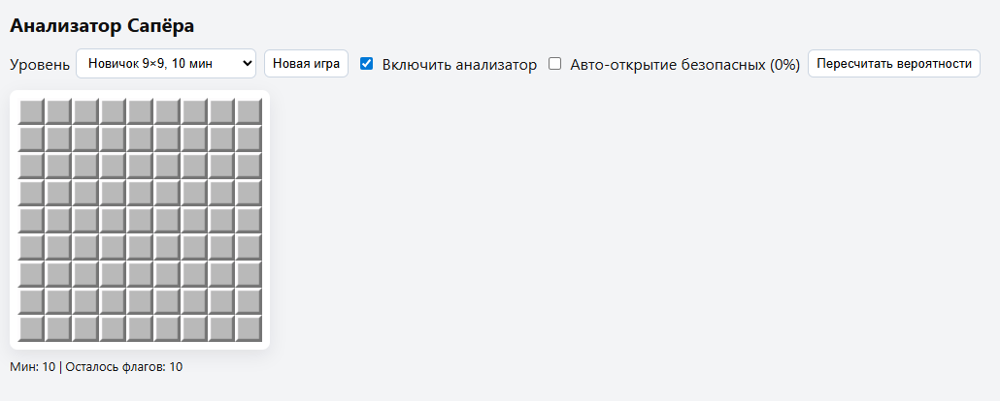 Анализатор Сапёра
Уровень Новичок 9×9, 10 мин Новая игра Включить анализатор Авто-открытие безопасных (0%) Пересчитать вероятности
Мин: 10 | Осталось флагов: 10